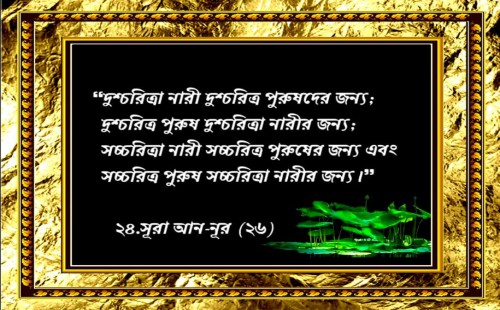 “দুশ্চরিত্রা নারী দুশ্চরিত্র পুরুষদের জন্য;
দুশ্চরিত্র পুরুষ দুশ্চরিত্রা নারীর জন্য;
সচ্চরিত্রা নারী সচ্চরিত্র পুরুষের জন্য এবং
সচ্চরিত্র পুরুষ সচ্চরিত্রা নারীর জন্য।”
২৪.সূরা আন-নূর (২৬)